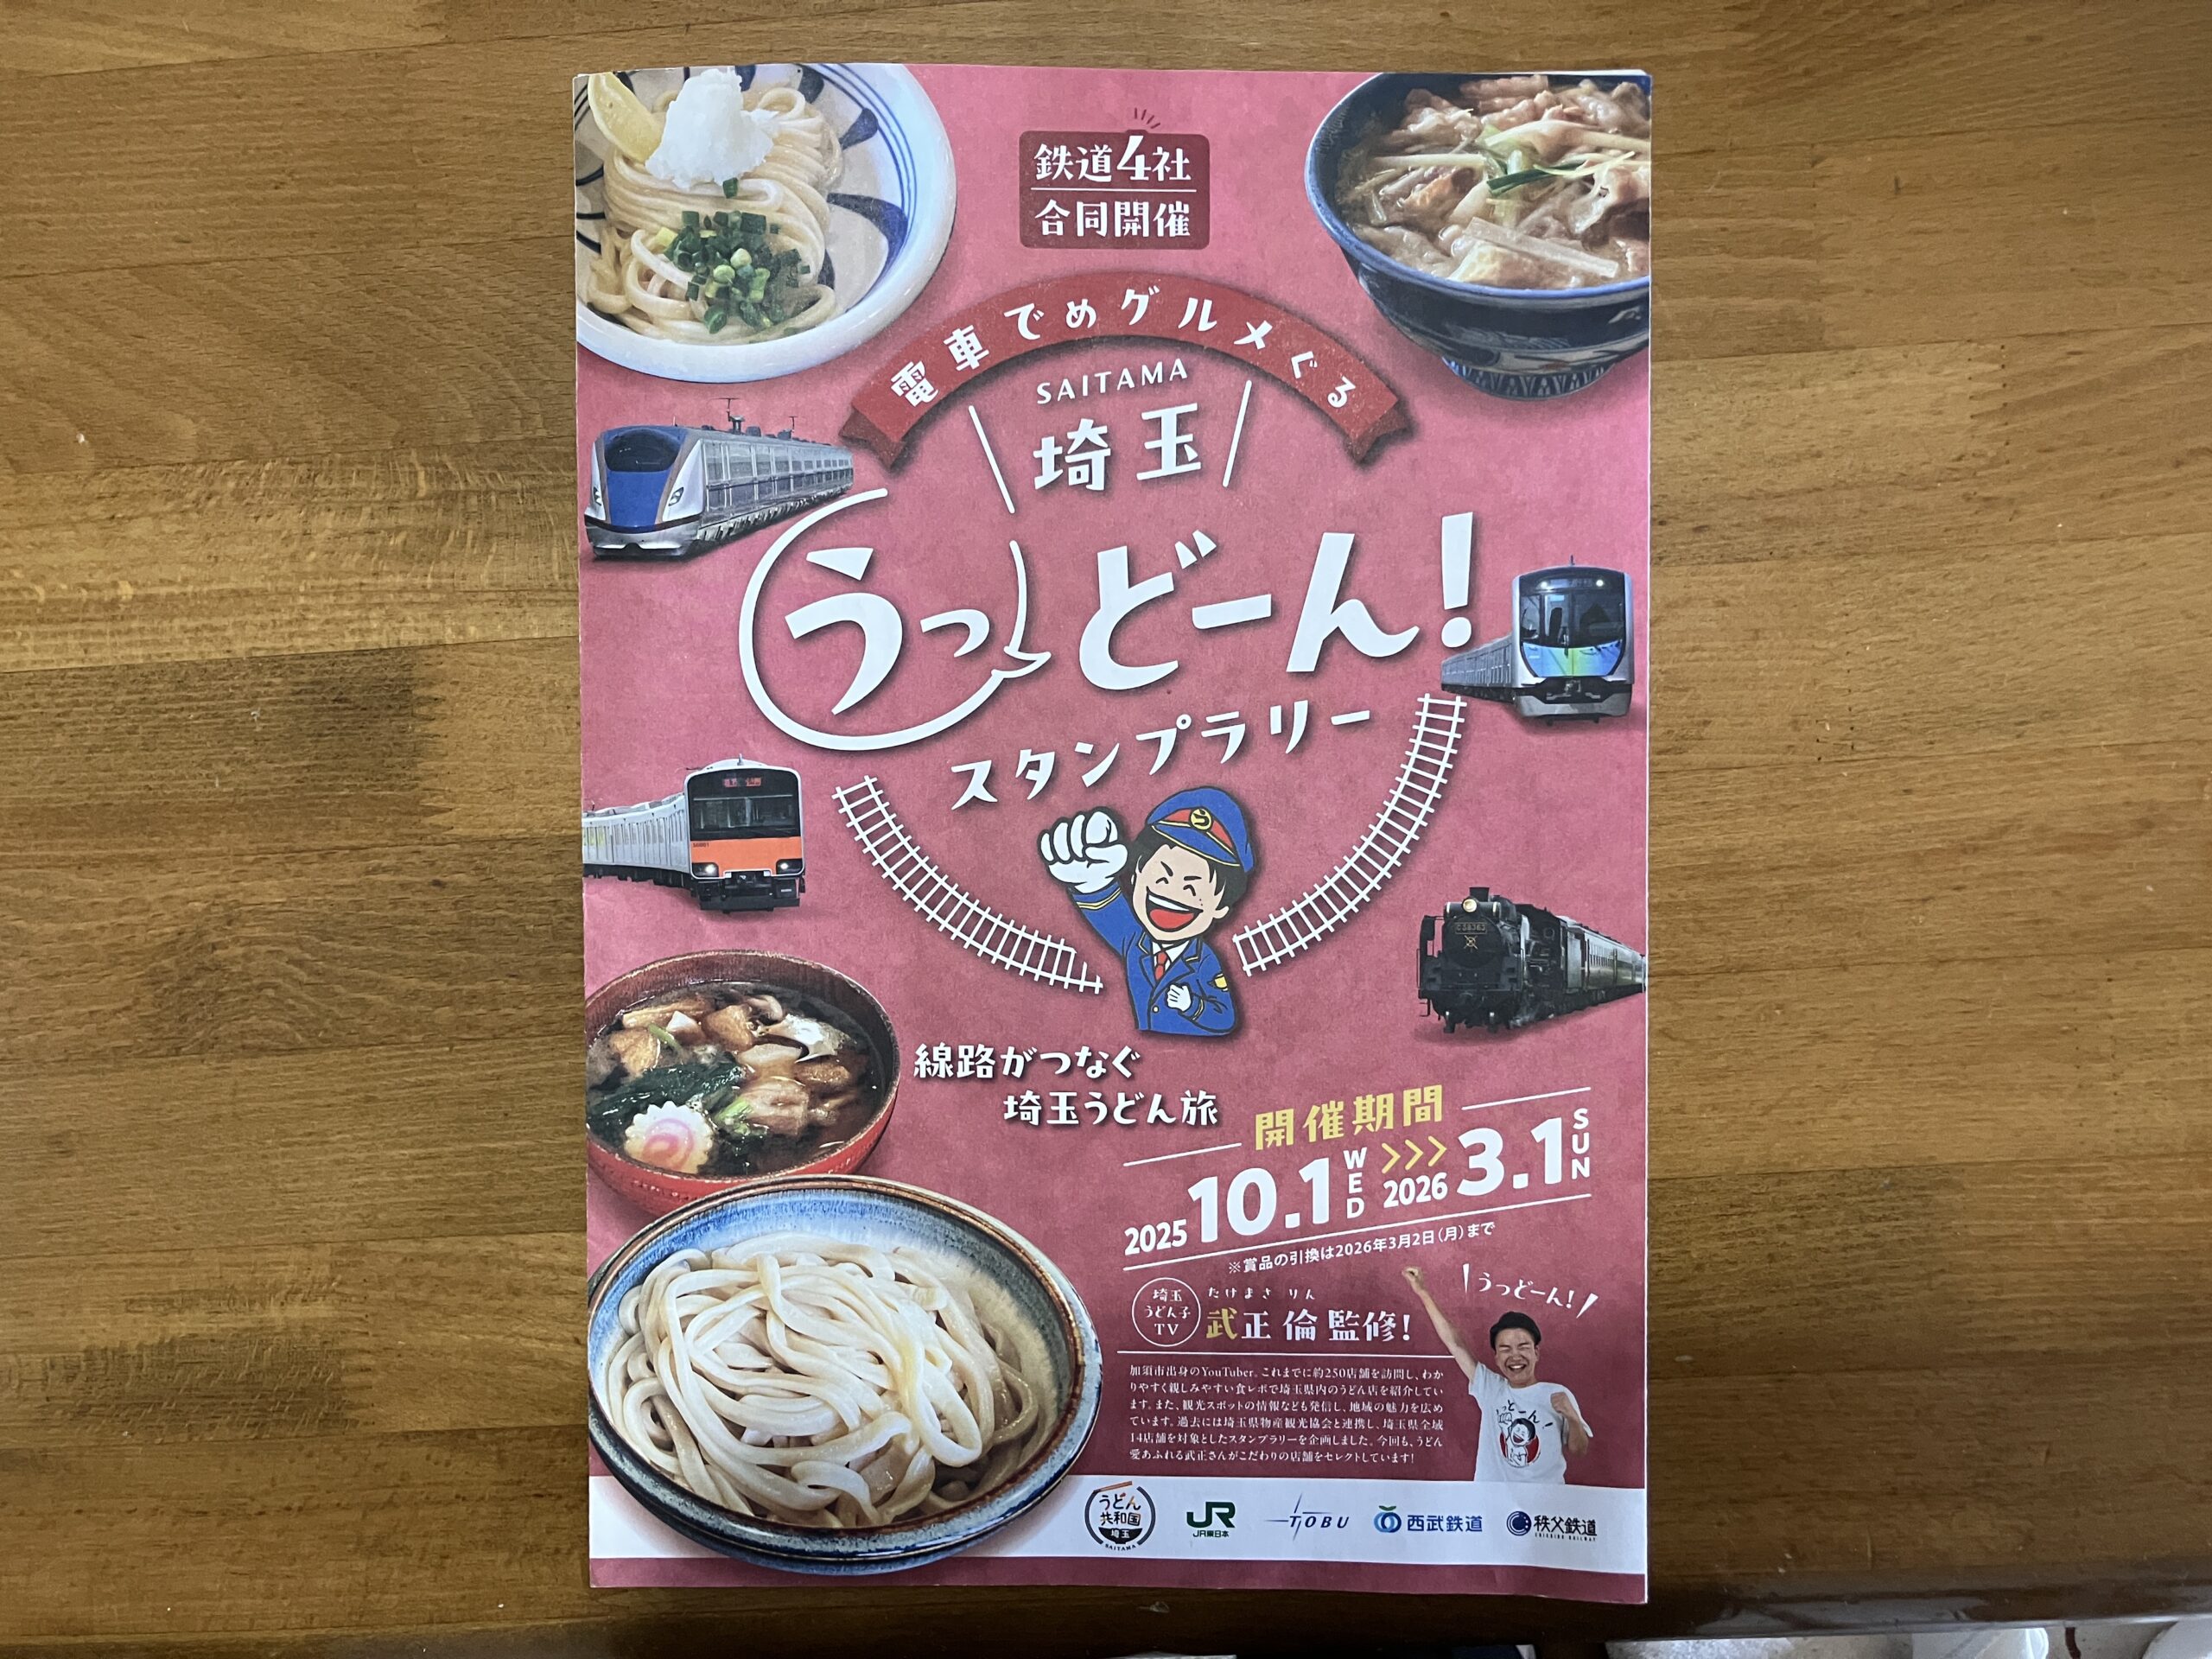 鉄道4社
合同開催
電車でめグルメぐる
SAITAMA
埼玉
うっどーん!
スタンプラリー
う
C58363
線路がつなぐ
埼玉うどん旅
開催期間
2025 10.1 WED >>> 2026 3.1 SUN
※賞品の引換は2026年3月2日(月)まで
うっどーん!
埼玉
うどん子
TV
たけまさ りん
武正 倫 監修!
加須市出身のYouTuber。これまでに約250店舗を訪問し、わか
りやすく親しみやすい食レポで埼玉県内のうどん店を紹介してい
ます。また、観光スポットの情報なども発信し、地域の魅力を広め
ています。過去には埼玉県物産観光協会と連携し、埼玉県全域
14店舗を対象としたスタンプラリーを企画しました。今回も、うどん
愛あふれる武正さんがこだわりの店舗をセレクトしています!
うどん
共和国
埼玉
SAITAMA
JR
JR東日本
TOBU
西武鉄道
秩父鉄道
CHICHIBU RAILWAY